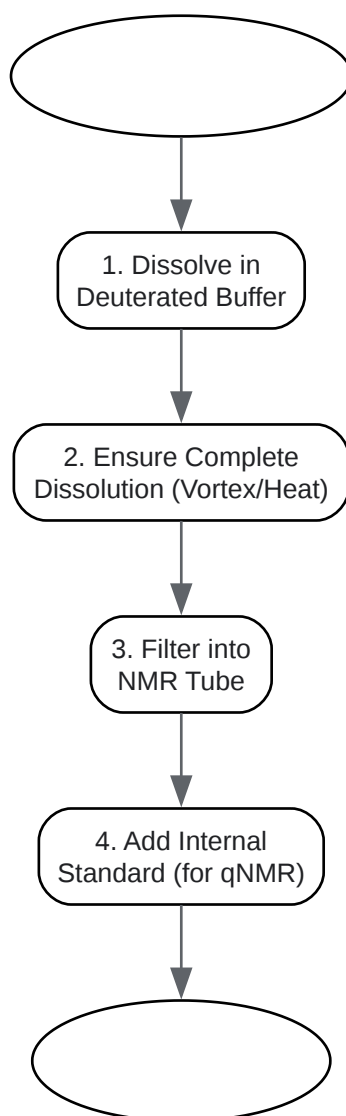 1. Dissolve in
Deuterated Buffer
2. Ensure Complete
Dissolution (Vortex/Heat)
3. Filter into
NMR Tube
4. Add Internal
Standard (for qNMR)